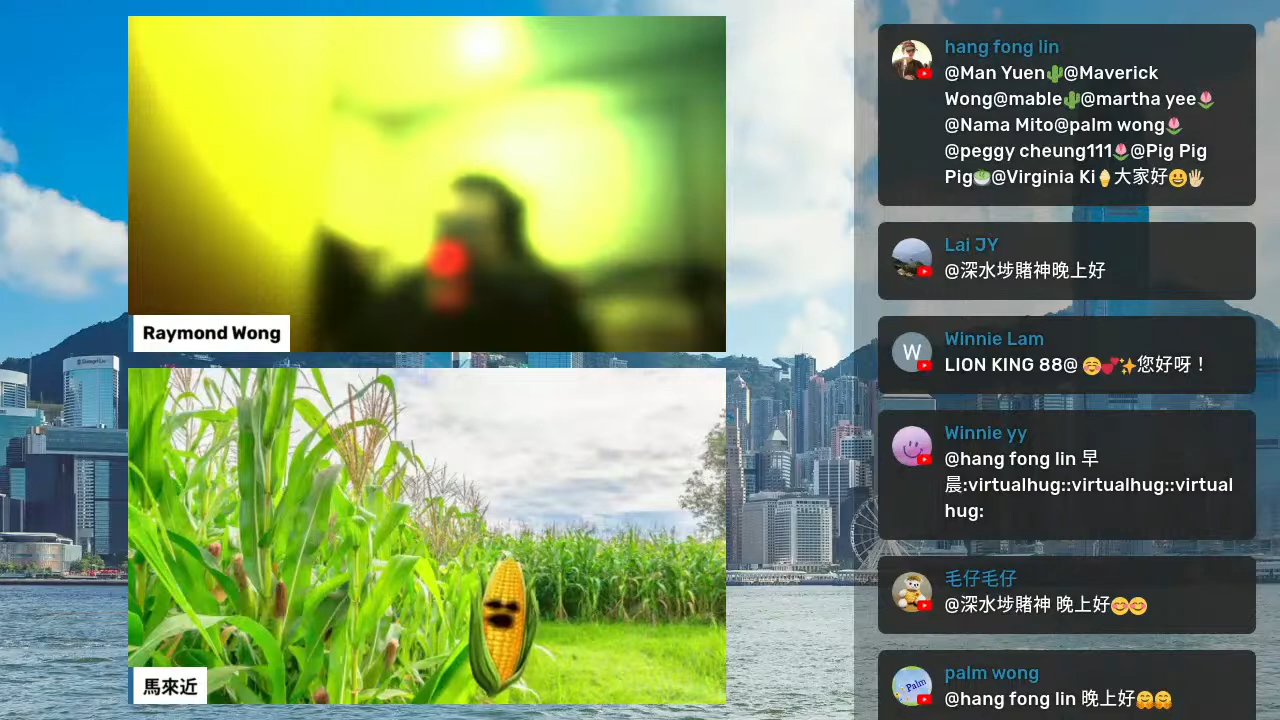 Raymond Wong
馬來近
hang fong lin
@Man Yuen🌵@Maverick
Wong@mable🌵@martha yee🌷
@Nama Mito@palm wong🌷
@peggy cheung111🌷@Pig Pig
Pig🥬@Virginia Ki🍦大家好😀🖐
Lai JY
@深水埗賭神晚上好
W
Winnie Lam
LION KING 88@ ☺️💕✨您好呀！
Winnie yy
@hang fong lin 早
晨:virtualhug::virtualhug::virtual
hug:
毛仔毛仔
@深水埗賭神 晚上好😊😊
Palm
palm wong
@hang fong lin 晚上好🤗🤗